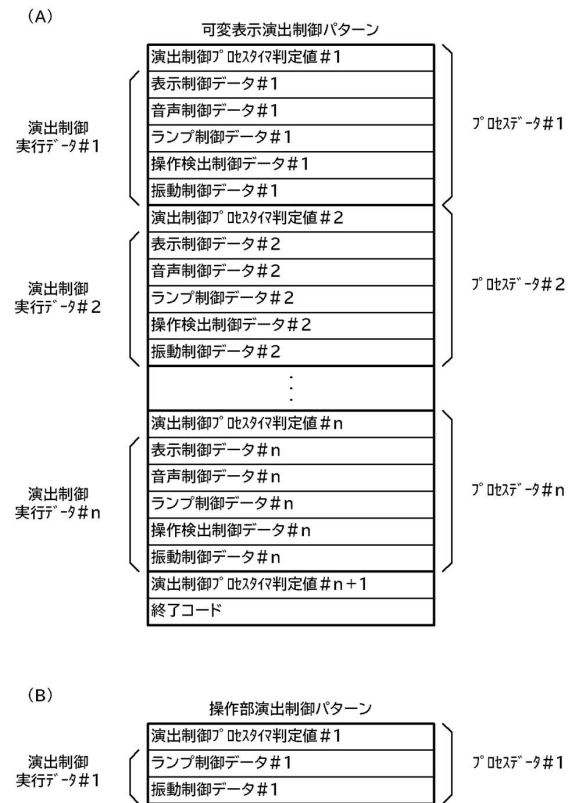 (A)
可変表示演出制御パターン
演出制御プロセスタイマ判定値#1
表示制御データ#1
音声制御データ#1
ランプ制御データ#1
操作検出制御データ#1
振動制御データ#1
演出制御
実行データ#1
プロセスデータ#1
演出制御プロセスタイマ判定値#2
表示制御データ#2
音声制御データ#2
ランプ制御データ#2
操作検出制御データ#2
振動制御データ#2
演出制御
実行データ#2
プロセスデータ#2
⋮
演出制御プロセスタイマ判定値#n
表示制御データ#n
音声制御データ#n
ランプ制御データ#n
操作検出制御データ#n
振動制御データ#n
演出制御
実行データ#n
プロセスデータ#n
演出制御プロセスタイマ判定値#n+1
終了コード
(B)
操作部演出制御パターン
演出制御プロセスタイマ判定値#1
ランプ制御データ#1
振動制御データ#1
演出制御
実行データ#1
プロセスデータ#1